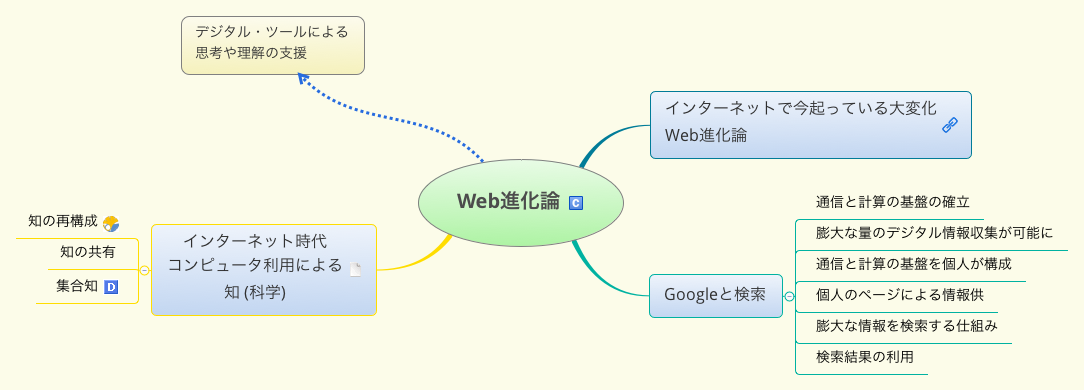 デジタル・ツールによる
思考や理解の支援
インターネットで今起っている大変化
Web進化論
Web進化論 C
知の再構成
知の共有
集合知 D
インターネット時代
コンピュータ利用による
知 (科学)
Googleと検索
通信と計算の基盤の確立
膨大な量のデジタル情報収集が可能に
通信と計算の基盤を個人が構成
個人のページによる情報供
膨大な情報を検索する仕組み
検索結果の利用